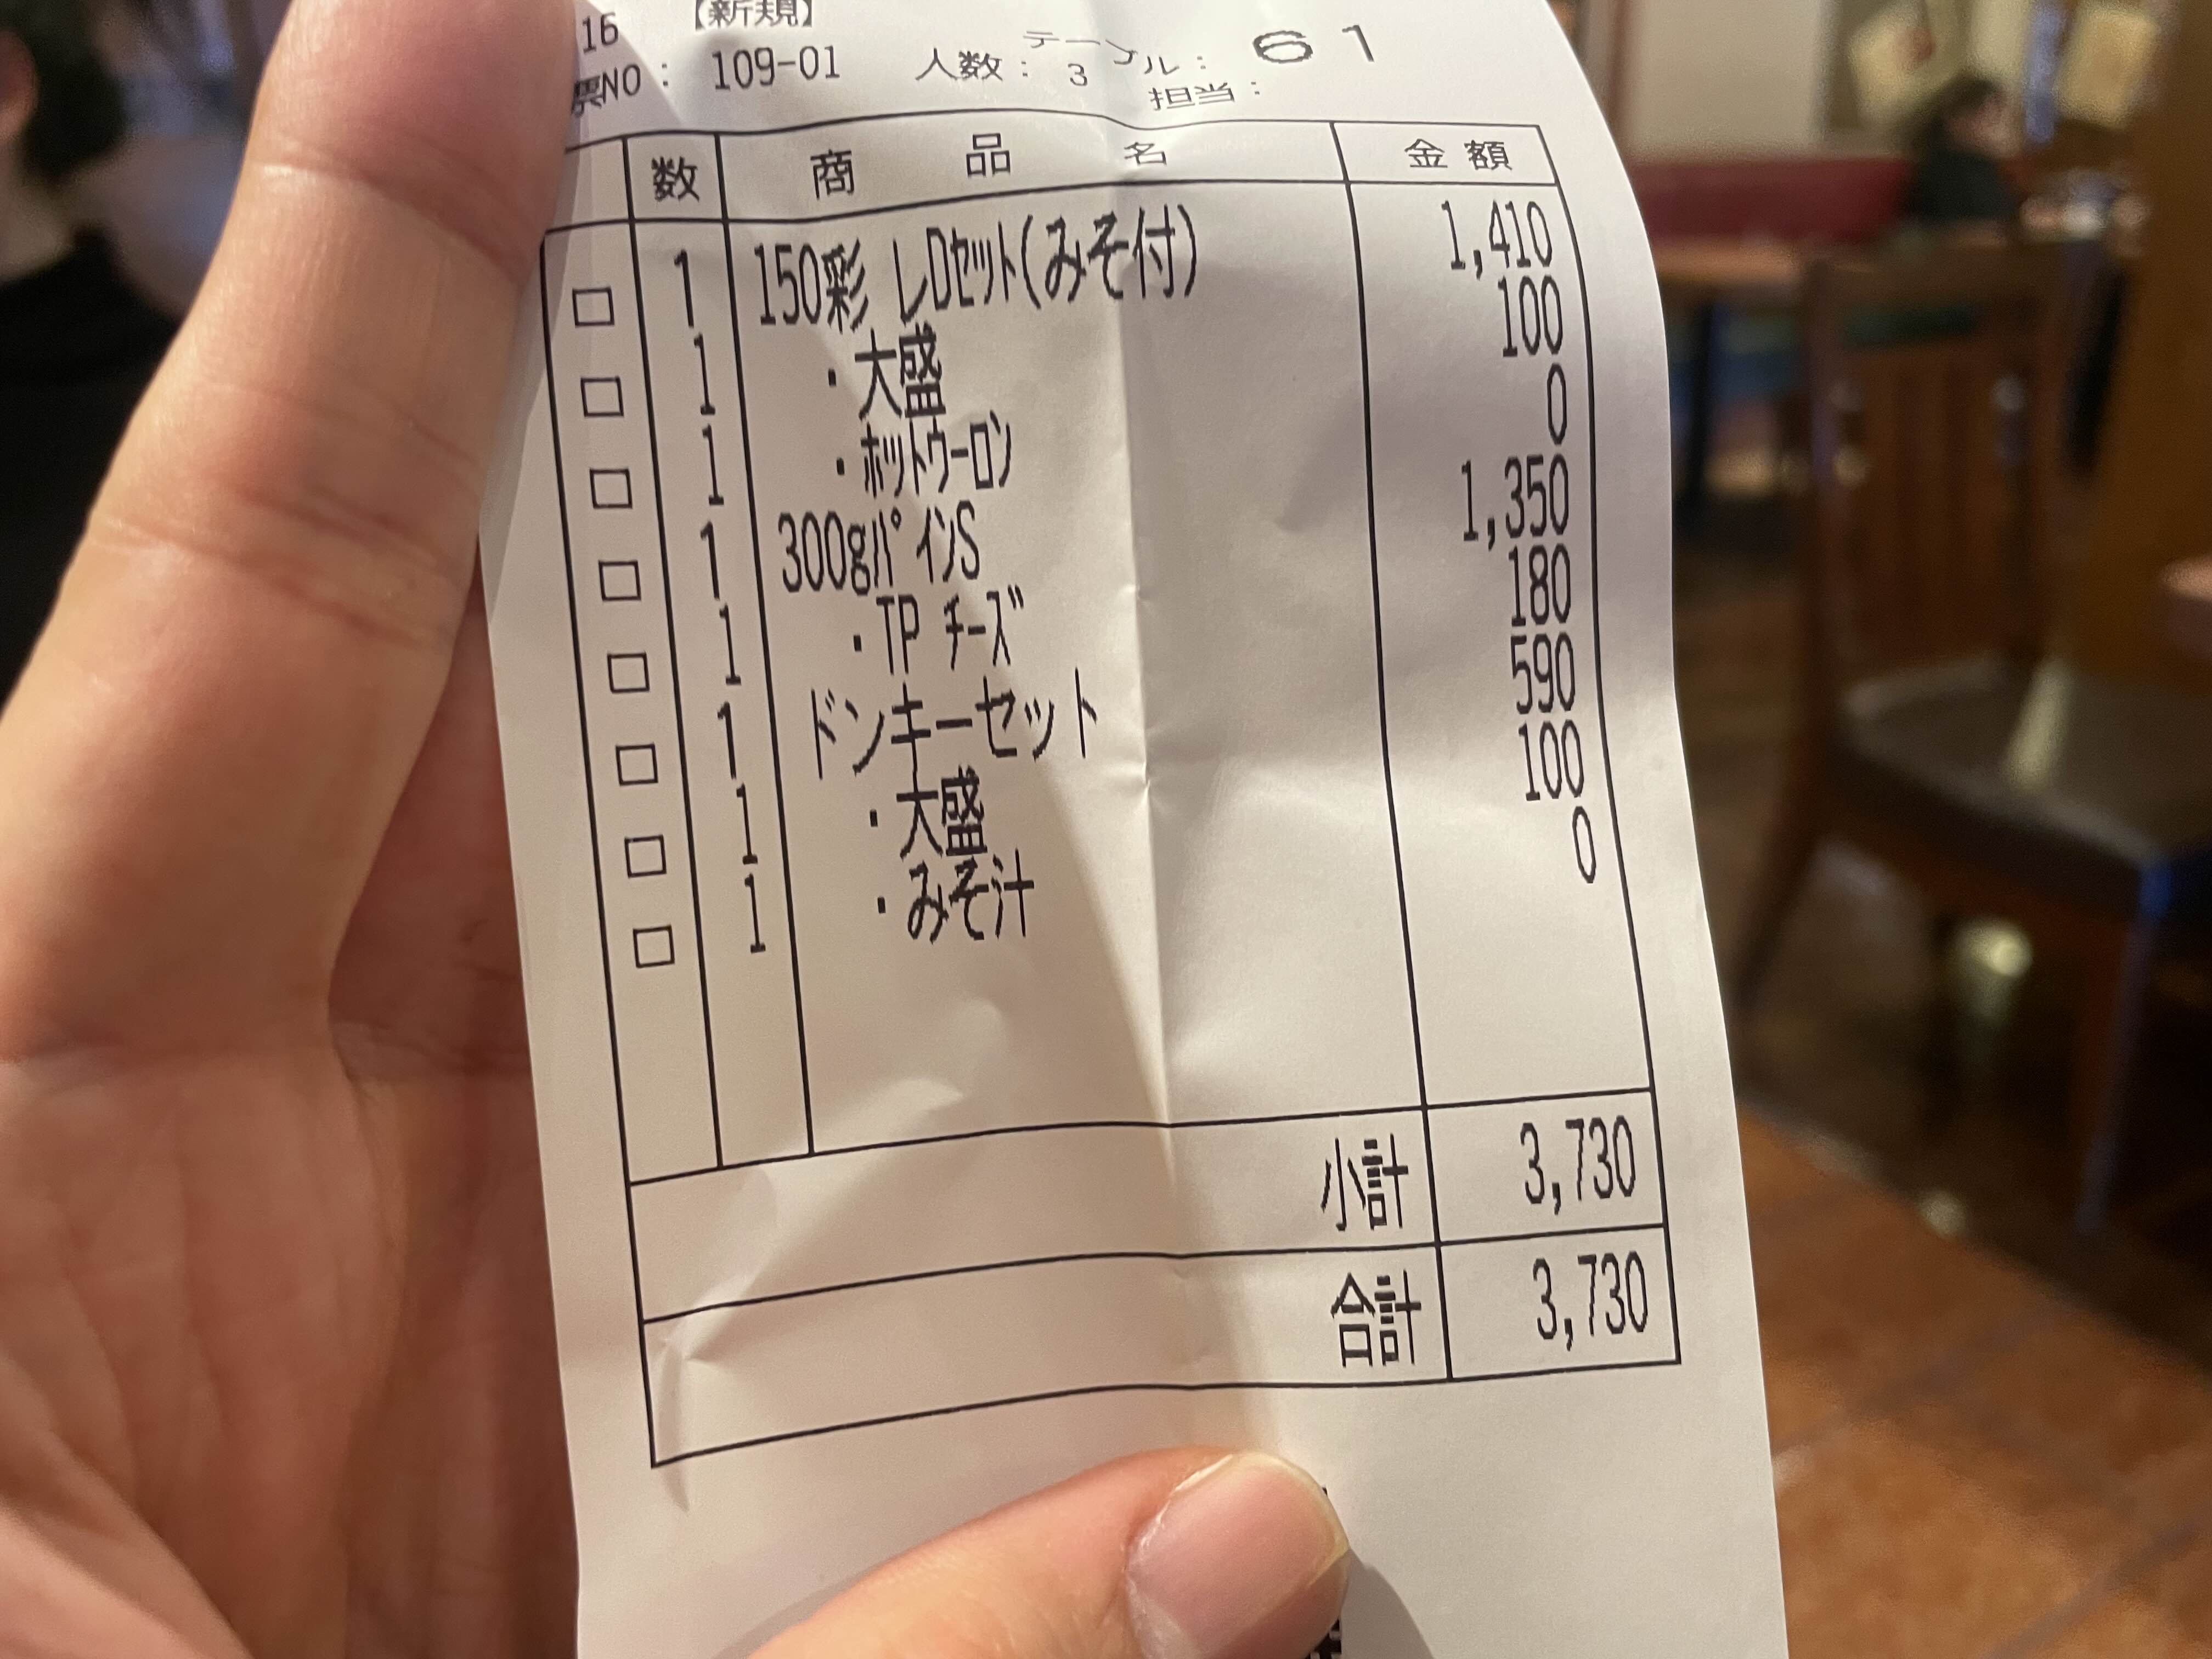 16 【新規】
票NO： 109-01 人数： 3 テーブル： 61
担当：
数 商品名 金額
□ 1 150彩 LDセット(みそ付) 1,410
□ 1 ・大盛 100
□ 1 ・ホットウーロン 0
□ 1 300gパインS 1,350
□ 1 ・TP チーズ 180
□ 1 ドンキーセット 590
□ 1 ・大盛 100
□ 1 ・みそ汁 0
小計 3,730
合計 3,730